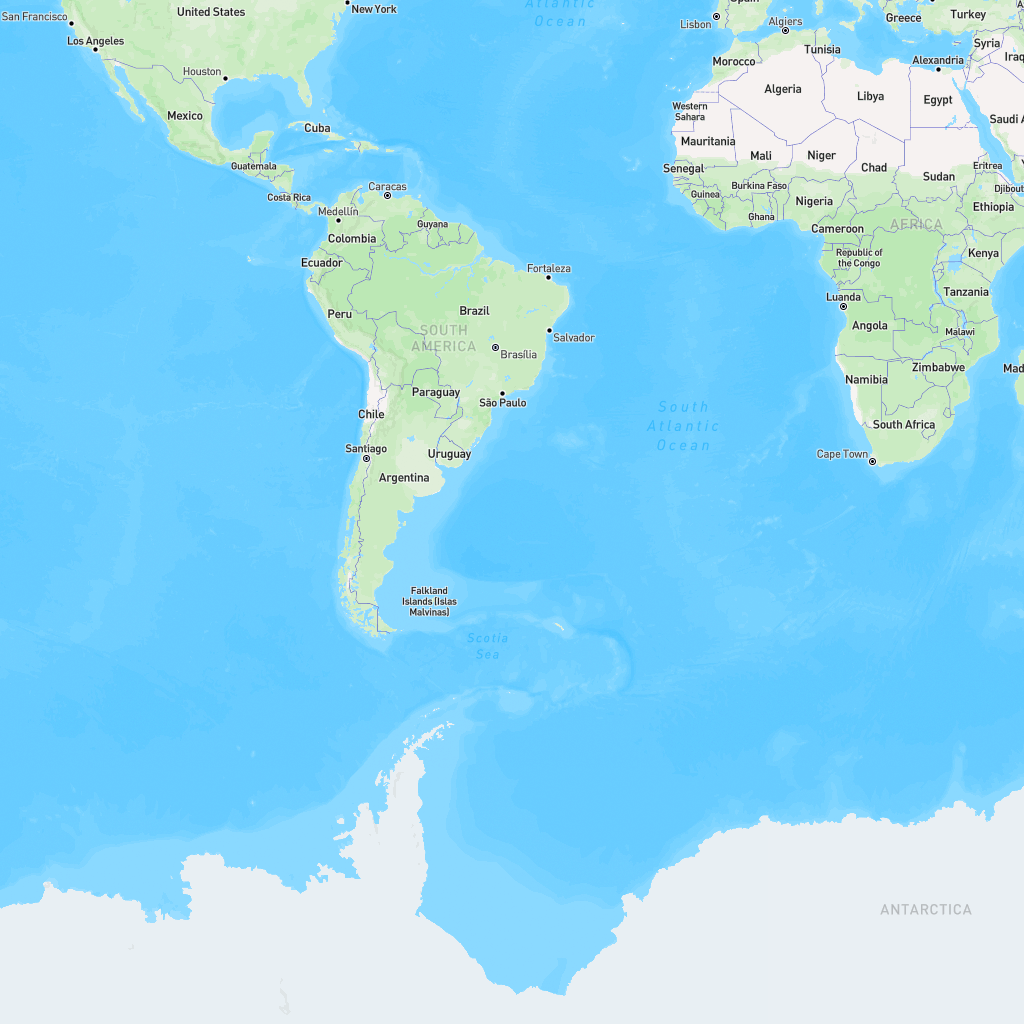 San Francisco
United States
New York
Atlantic
Ocean
Lisbon
Algiers
Greece
Turkey
Los Angeles
Tunisia
Syria
Morocco
Alexandria
Iraq
Houston
Algeria
Libya
Egypt
Mexico
Western
Sahara
Saudi A
Cuba
Mauritania
Mali
Niger
Chad
Guatemala
Senegal
Sudan
Eritrea
Caracas
Burkina Faso
Djibout
Costa Rica
Guinea
Nigeria
Ethiopia
Medellín
Ghana
Guyana
Cameroon
AFRICA
Colombia
Republic of
the Congo
Kenya
Ecuador
Fortaleza
Tanzania
Luanda
Peru
Brazil
Angola
Malawi
SOUTH
AMERICA
Salvador
Brasília
Zimbabwe
Mad
Namibia
Paraguay
São Paulo
South
Atlantic
Ocean
Chile
South Africa
Santiago
Uruguay
Cape Town
Argentina
Falkland
Islands (Islas
Malvinas)
Scotia
Sea
ANTARCTICA